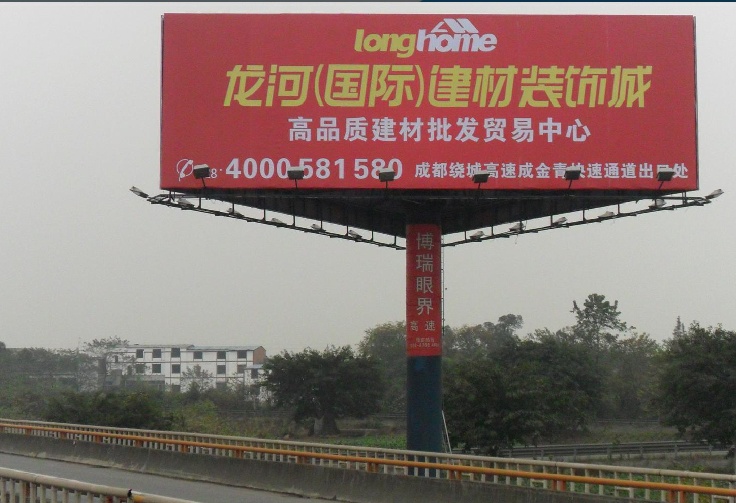 longhome
龙河(国际)建材装饰城
高品质建材批发贸易中心
4000 581 580 成都绕城高速成金青快速通道出口处
博瑞眼界
高速